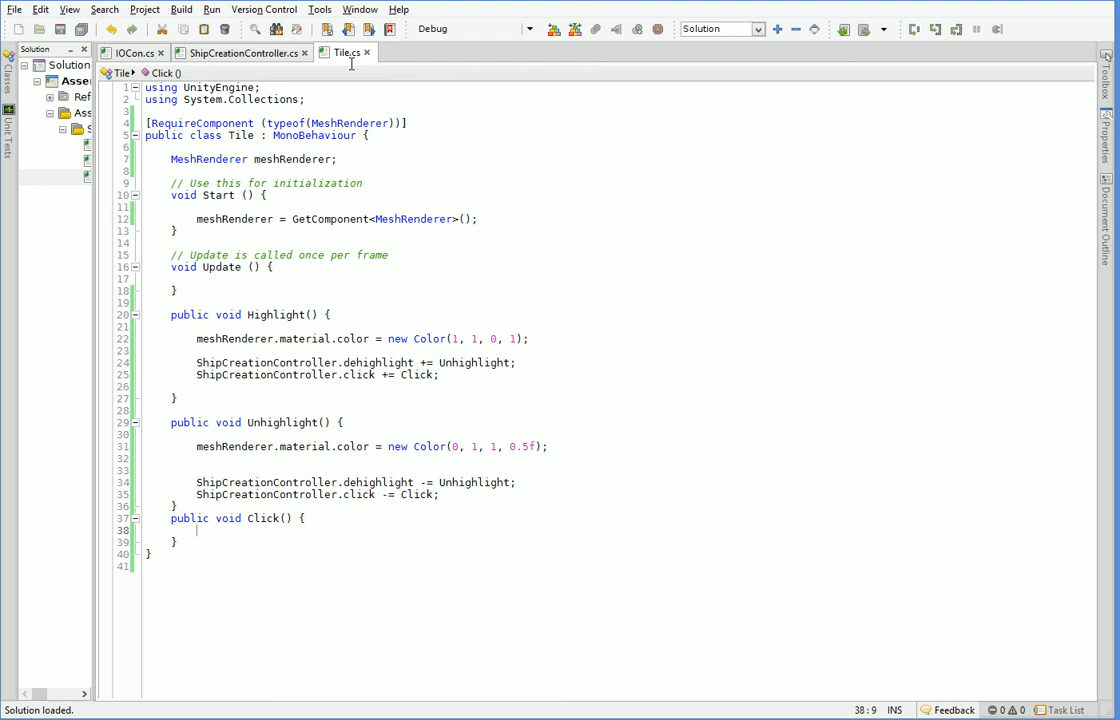 File Edit View Search Project Build Run Version Control Tools Window Help
Debug Solution
Solution IOCon.cs ShipCreationController.cs Tile.cs
Classes
Unit Tests
Solution
Asse
Ref
Ass
S
Toolbox
Properties
Document Outline
Tile Click ()
1 using UnityEngine;
2 using System.Collections;
3
4 [RequireComponent (typeof(MeshRenderer))]
5 public class Tile : MonoBehaviour {
6
7 MeshRenderer meshRenderer;
8
9 // Use this for initialization
10 void Start () {
11
12 meshRenderer = GetComponent<MeshRenderer>();
13 }
14
15 // Update is called once per frame
16 void Update () {
17
18 }
19
20 public void Highlight() {
21
22 meshRenderer.material.color = new Color(1, 1, 0, 1);
23
24 ShipCreationController.dehighlight += Unhighlight;
25 ShipCreationController.click += Click;
26
27 }
28
29 public void Unhighlight() {
30
31 meshRenderer.material.color = new Color(0, 1, 1, 0.5f);
32
33
34 ShipCreationController.dehighlight -= Unhighlight;
35 ShipCreationController.click -= Click;
36 }
37 public void Click() {
38
39 }
40 }
41
Solution loaded. 38:9 INS Feedback 0 0 Task List